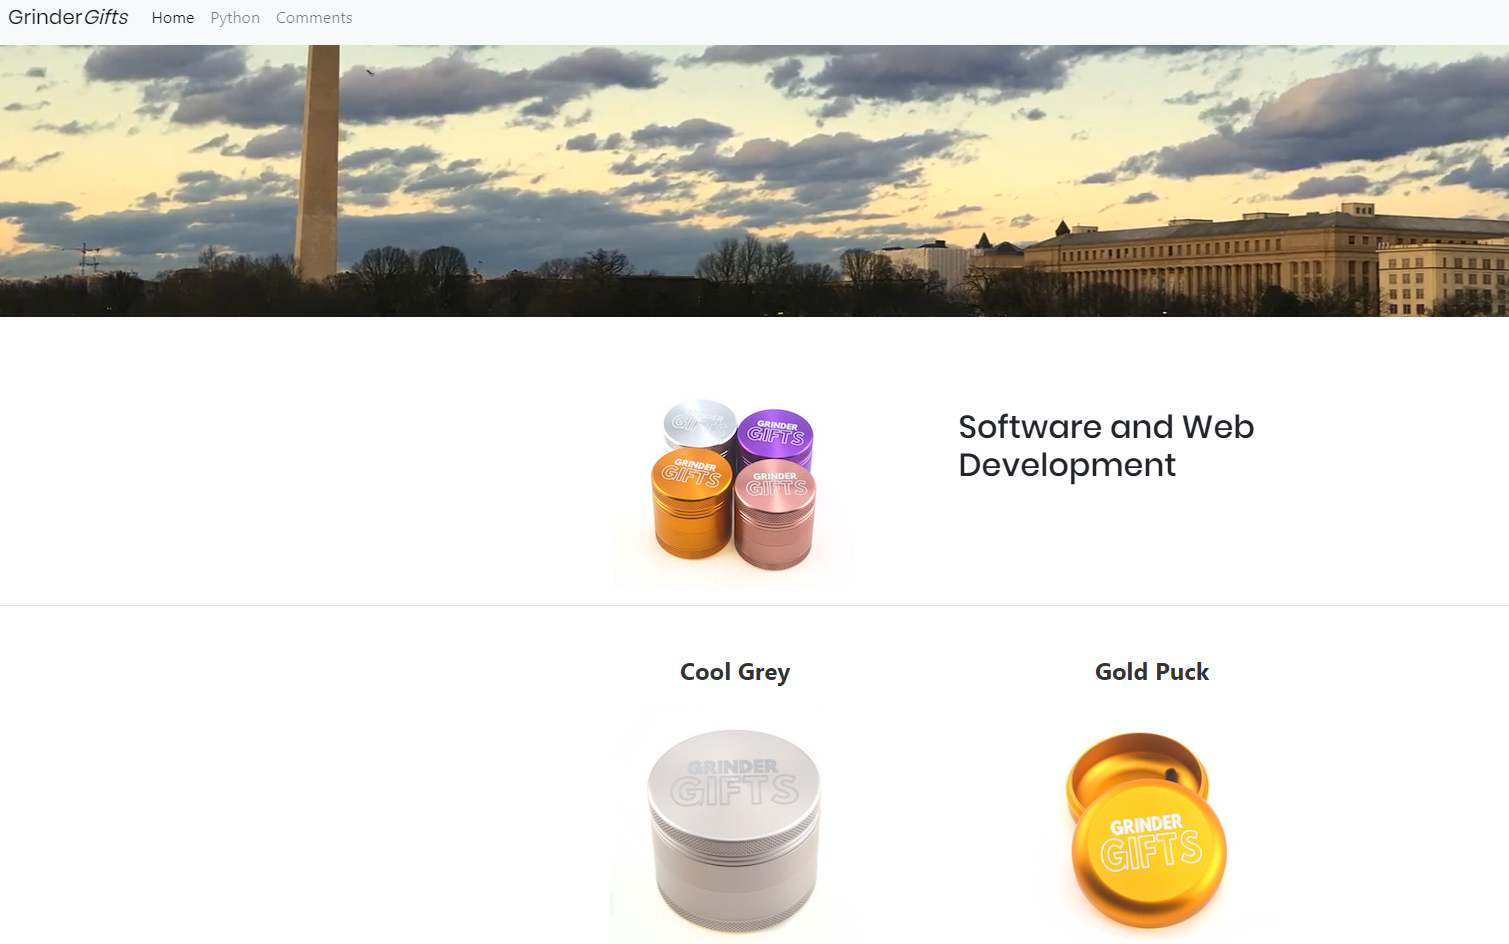 GrinderGifts Home Python Comments
GRINDER
GIFTS
GRINDER
GIFTS
GRINDER
GIFTS
GRINDER
GIFTS
Software and Web
Development
Cool Grey Gold Puck
GRINDER
GIFTS
GRINDER
GIFTS